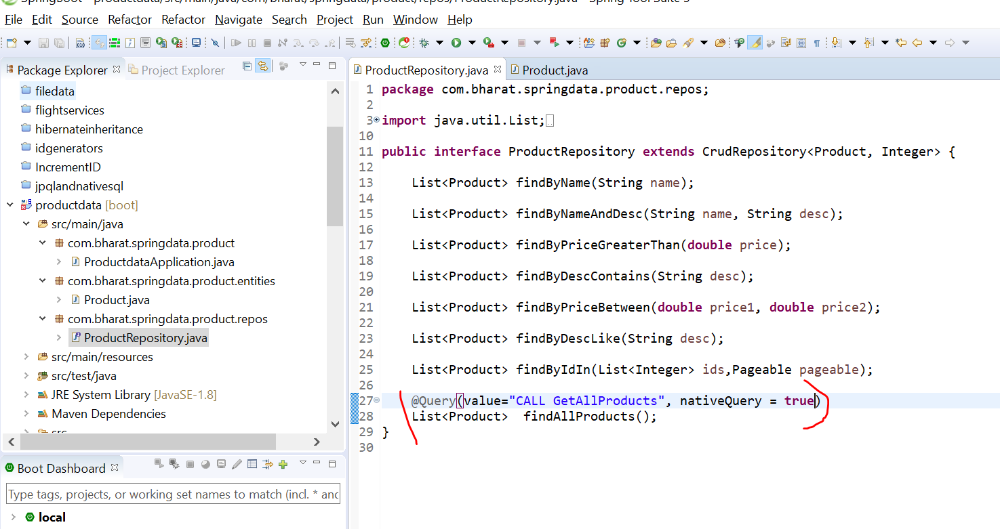 SpringBoot - productdata/src/main/java/com/bharat/springdata/product/repos/ProductRepository.java - Spring Tool Suite 3
File Edit Source Refactor Refactor Navigate Search Project Run Window Help
Package Explorer Project Explorer
filedata
flightservices
hibernateinheritance
idgenerators
IncrementID
jpqlandnativesql
productdata [boot]
src/main/java
com.bharat.springdata.product
ProductdataApplication.java
com.bharat.springdata.product.entities
Product.java
com.bharat.springdata.product.repos
ProductRepository.java
src/main/resources
src/test/java
JRE System Library [JavaSE-1.8]
Maven Dependencies
src
Boot Dashboard
Type tags, projects, or working set names to match (incl. * and
local
ProductRepository.java Product.java
1 package com.bharat.springdata.product.repos;
2
3 import java.util.List;
10
11 public interface ProductRepository extends CrudRepository<Product, Integer> {
12
13 List<Product> findByName(String name);
14
15 List<Product> findByNameAndDesc(String name, String desc);
16
17 List<Product> findByPriceGreaterThan(double price);
18
19 List<Product> findByDescContains(String desc);
20
21 List<Product> findByPriceBetween(double price1, double price2);
22
23 List<Product> findByDescLike(String desc);
24
25 List<Product> findByIdIn(List<Integer> ids,Pageable pageable);
26
27 @Query(value="CALL GetAllProducts", nativeQuery = true)
28 List<Product> findAllProducts();
29 }
30